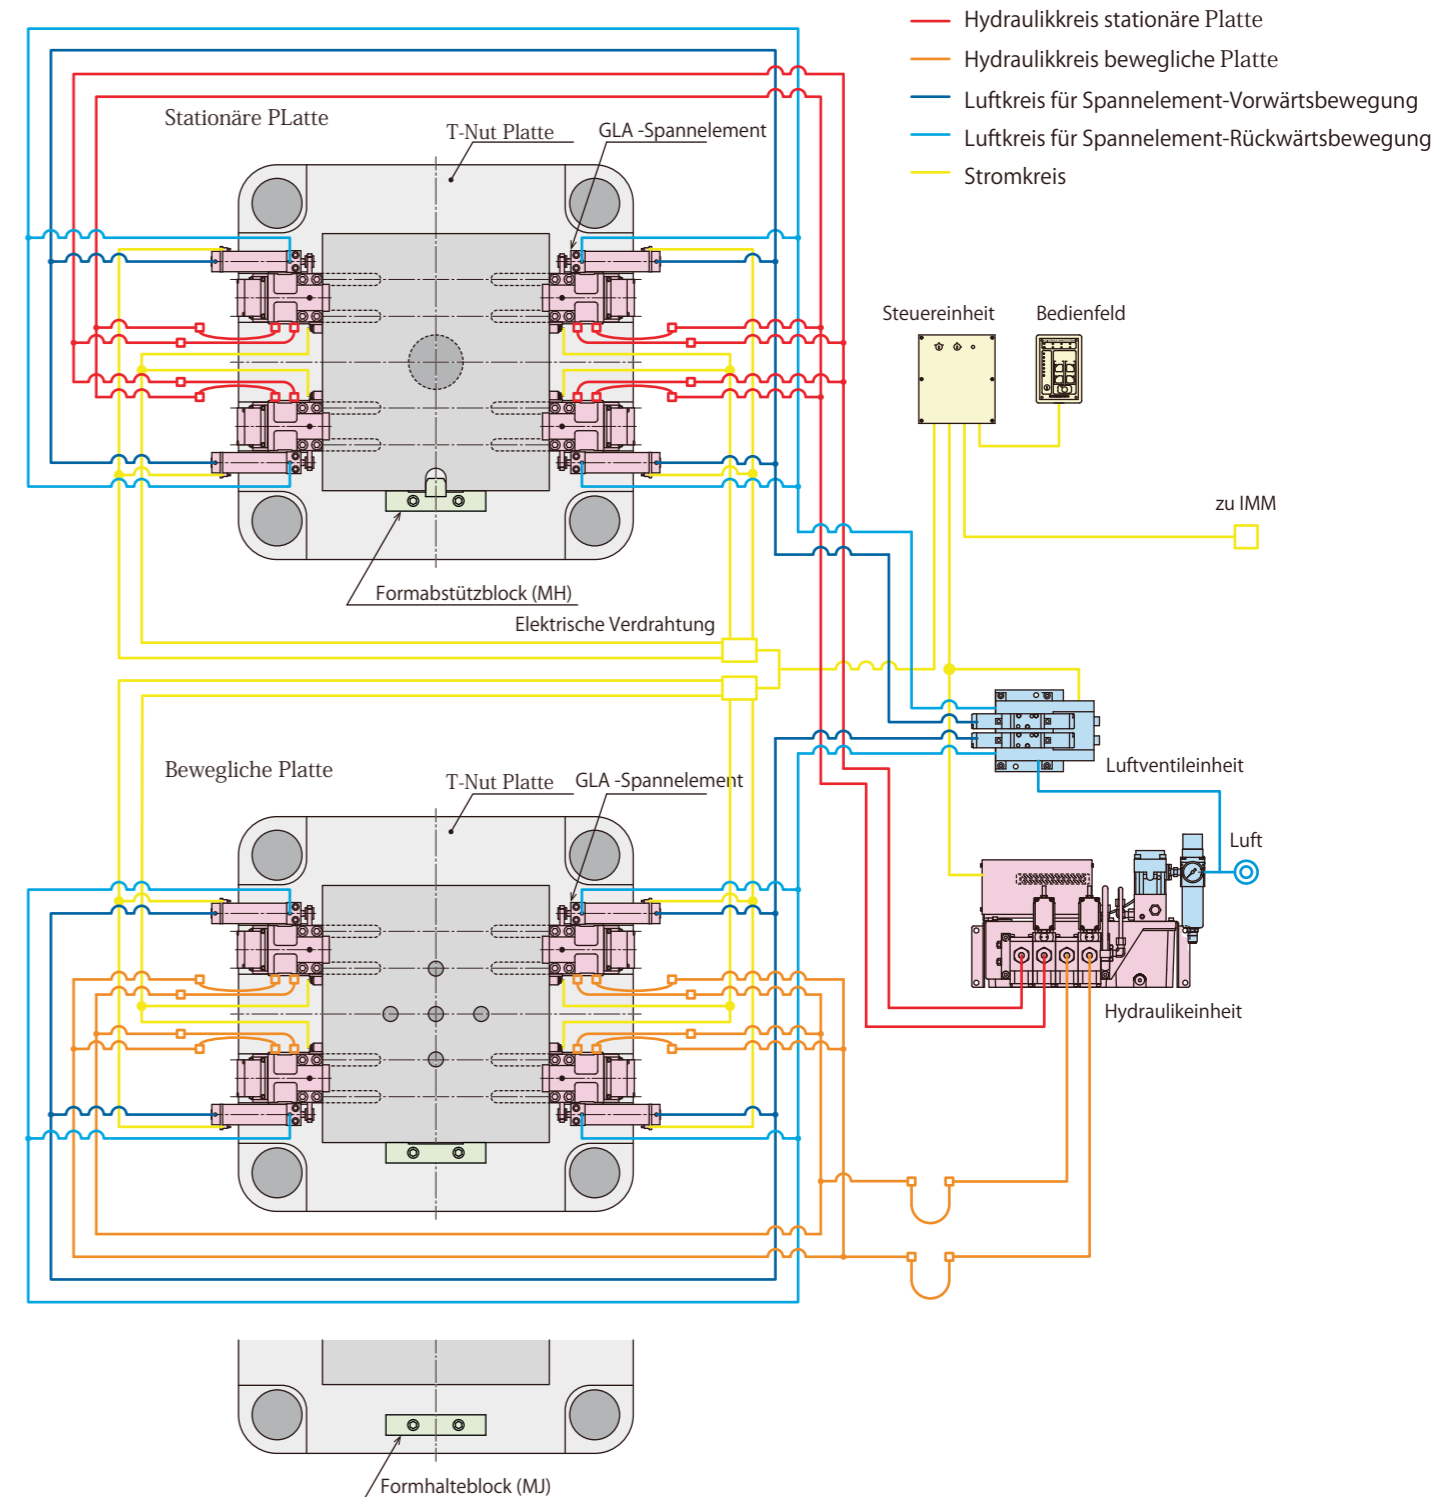 Hydraulikkreis stationäre Platte
Hydraulikkreis bewegliche Platte
Luftkreis für Spannelement-Vorwärtsbewegung
Luftkreis für Spannelement-Rückwärtsbewegung
Stromkreis
Stationäre PLatte
T-Nut Platte
GLA -Spannelement
Steuereinheit
Bedienfeld
zu IMM
Formabstützblock (MH)
Elektrische Verdrahtung
Bewegliche Platte
T-Nut Platte
GLA -Spannelement
Luftventileinheit
Luft
Hydraulikeinheit
Formhalteblock (MJ)